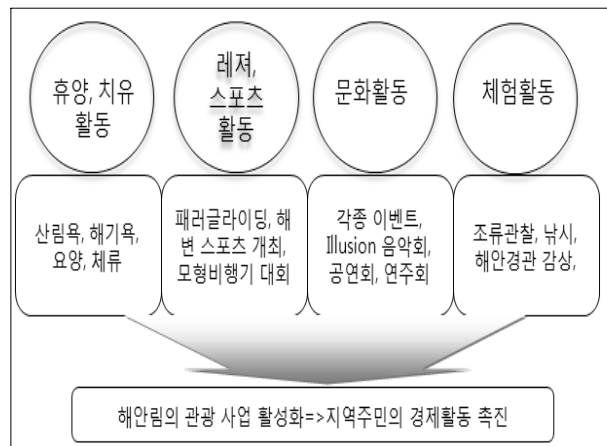 휴양, 치유
활동
레져,
스포츠
활동
문화활동
체험활동
산림욕, 해기욕,
요양, 체류
패러글라이딩, 해
변 스포츠 개최,
모형비행기 대회
각종 이벤트,
Illusion 음악회,
공연회, 연주회
조류관찰, 낚시,
해안경관 감상,
해안림의 관광 사업 활성화=>지역주민의 경제활동 촉진